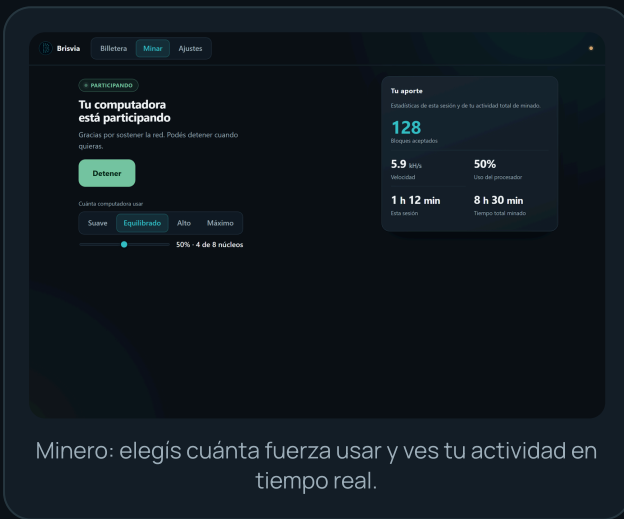 Brisvia
Billetera
Minar
Ajustes
PARTICIPANDO
Tu computadora
está participando
Gracias por sostener la red. Podés detener cuando
quieras.
Detener
Cuánta computadora usar
Suave
Equilibrado
Alto
Máximo
50% · 4 de 8 núcleos
Tu aporte
Estadísticas de esta sesión y de tu actividad total de minado.
128
Bloques aceptados
5.9 kH/s
Velocidad
50%
Uso del procesador
1 h 12 min
Esta sesión
8 h 30 min
Tiempo total minado
Minero: elegís cuánta fuerza usar y ves tu actividad en
tiempo real.